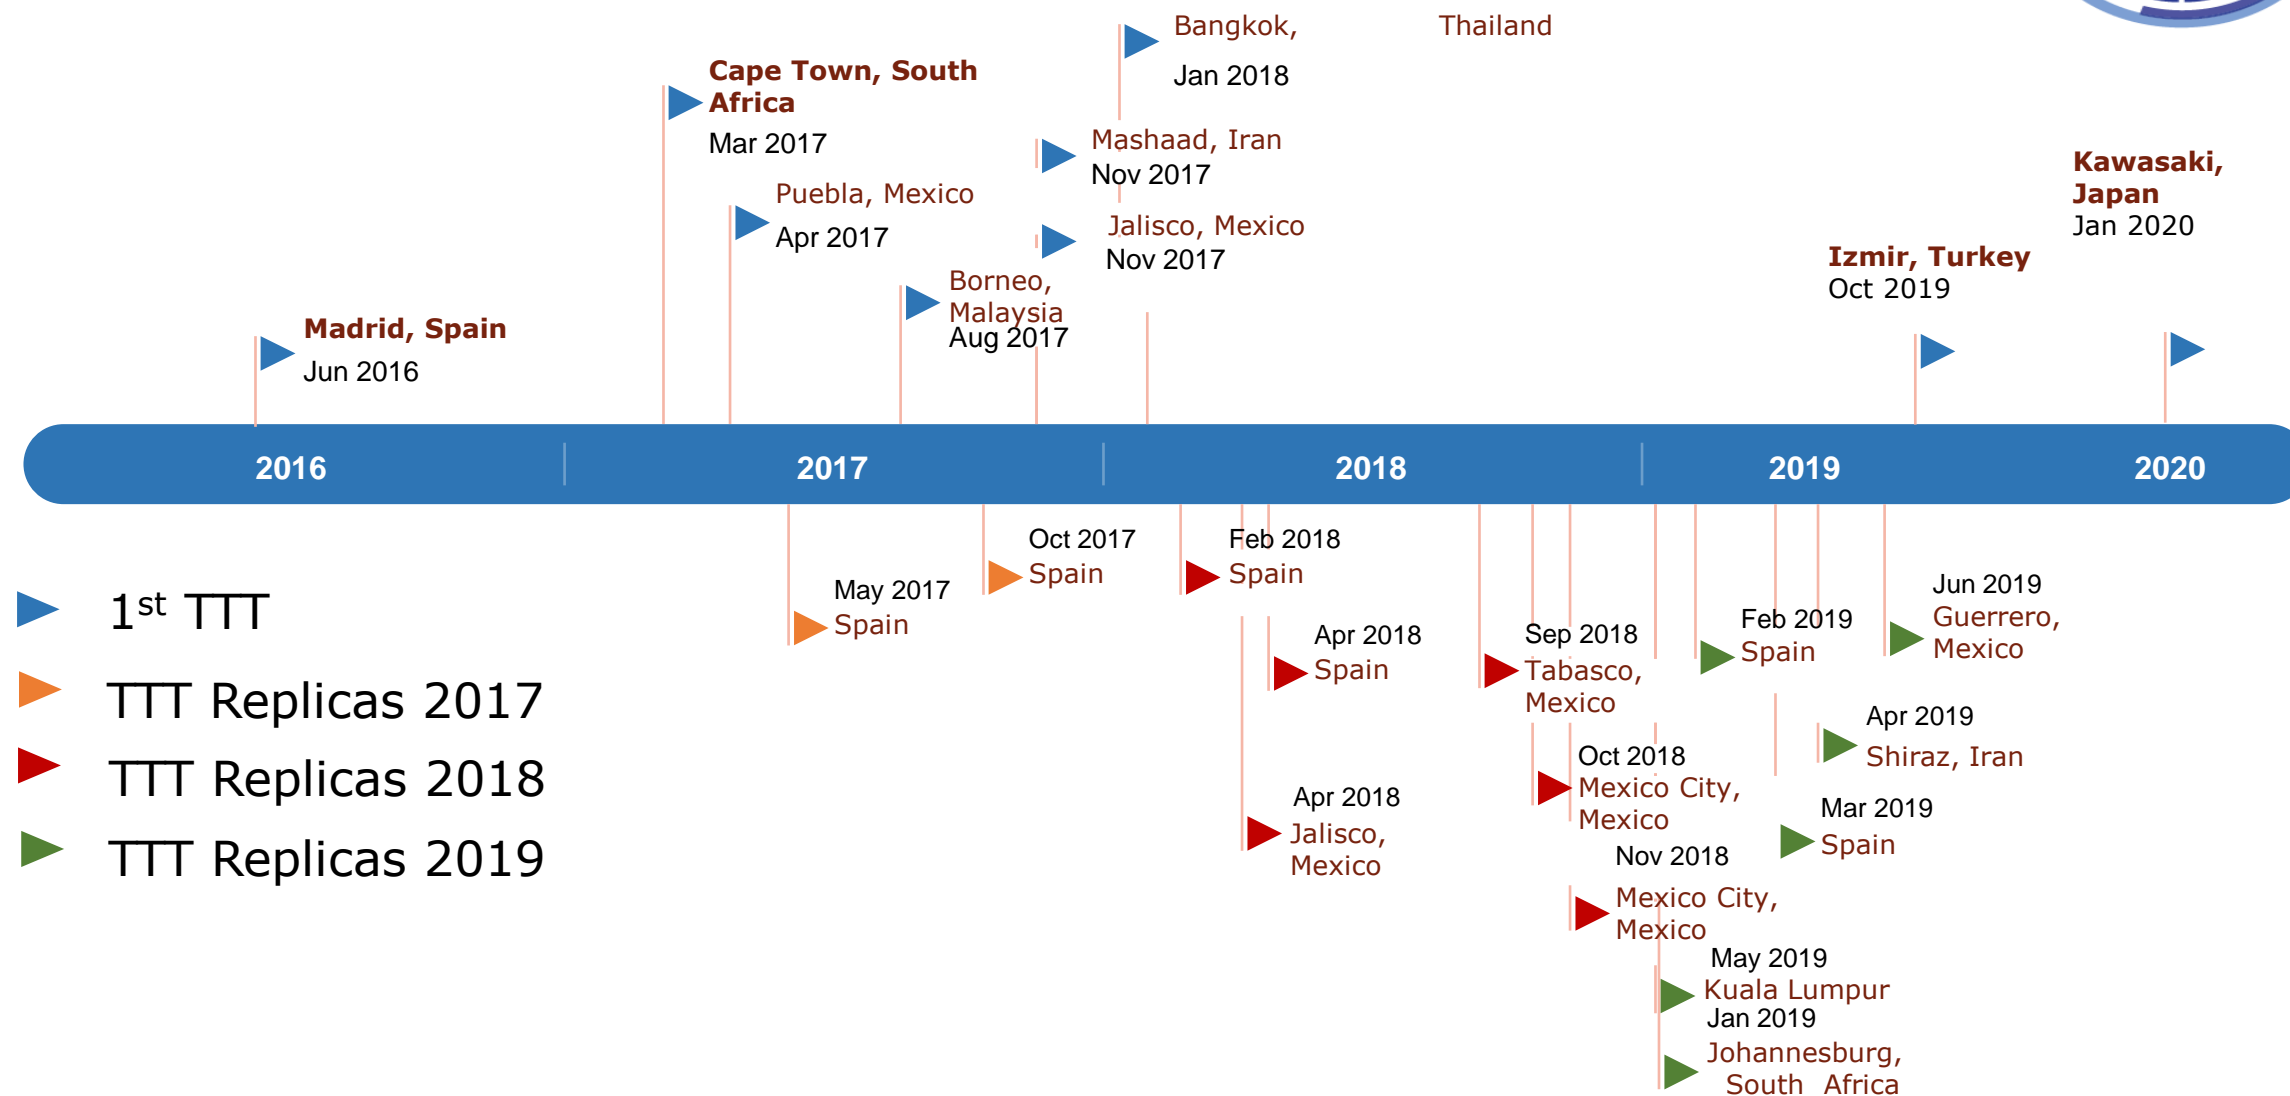 Bangkok, Thailand
Jan 2018
Cape Town, South
Africa
Mar 2017
Mashaad, Iran
Nov 2017
Puebla, Mexico
Apr 2017
Jalisco, Mexico
Nov 2017
Borneo,
Malaysia
Aug 2017
Madrid, Spain
Jun 2016
Kawasaki,
Japan
Jan 2020
Izmir, Turkey
Oct 2019
2016
2017
2018
2019
2020
May 2017
Spain
Oct 2017
Spain
Feb 2018
Spain
Apr 2018
Spain
Apr 2018
Jalisco,
Mexico
Sep 2018
Tabasco,
Mexico
Oct 2018
Mexico City,
Mexico
Nov 2018
Mexico City,
Mexico
Feb 2019
Spain
Jun 2019
Guerrero,
Mexico
Apr 2019
Shiraz, Iran
Mar 2019
Spain
May 2019
Kuala Lumpur
Jan 2019
Johannesburg,
South Africa
1st TTT
TTT Replicas 2017
TTT Replicas 2018
TTT Replicas 2019